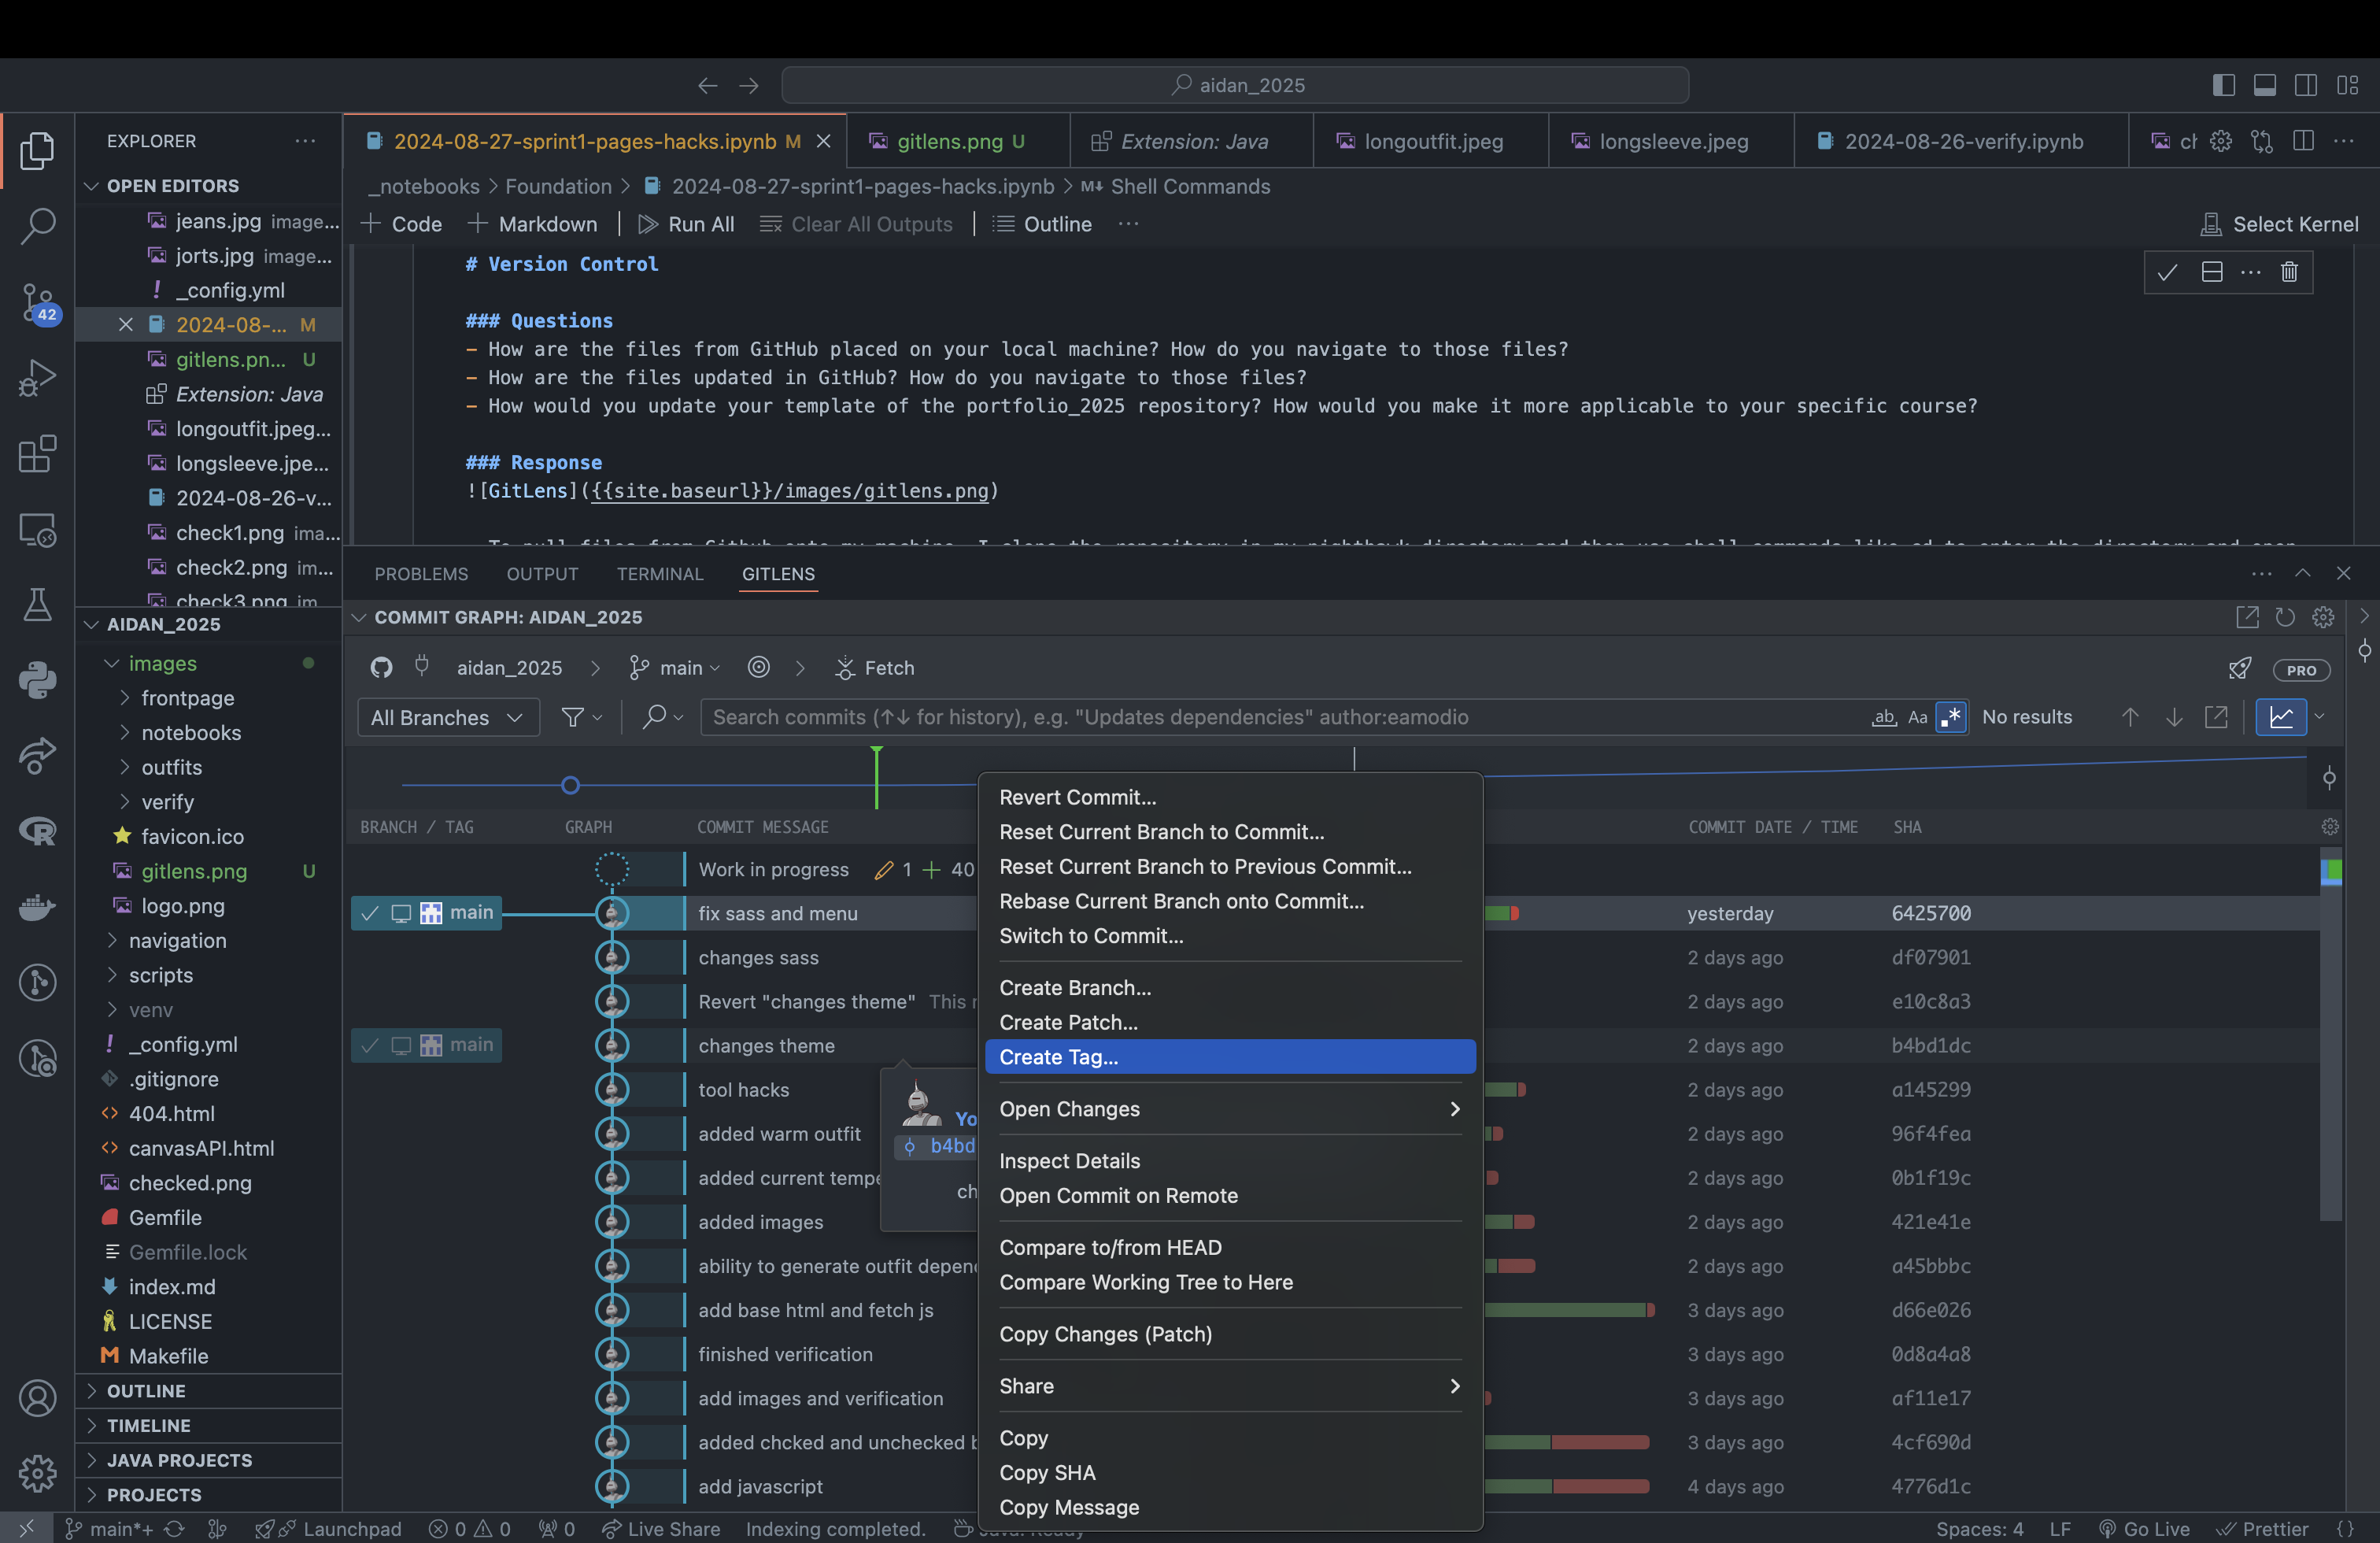 aidan_2025
EXPLORER
2024-08-27-sprint1-pages-hacks.ipynb M
gitlens.png U
Extension: Java
longoutfit.jpeg
longsleeve.jpeg
2024-08-26-verify.ipynb
_notebooks > Foundation > 2024-08-27-sprint1-pages-hacks.ipynb > M↓ Shell Commands
+ Code + Markdown | Run All Clear All Outputs | Outline ...
Select Kernel
OPEN EDITORS
jeans.jpg image...
jorts.jpg image...
! _config.yml
2024-08-... M
gitlens.pn... U
Extension: Java
longoutfit.jpeg...
longsleeve.jpe...
2024-08-26-v...
check1.png ima...
check2.png im...
check3.png im...
42
# Version Control
### Questions
- How are the files from GitHub placed on your local machine? How do you navigate to those files?
- How are the files updated in GitHub? How do you navigate to those files?
- How would you update your template of the portfolio_2025 repository? How would you make it more applicable to your specific course?
### Response
![GitLens]({{site.baseurl}}/images/gitlens.png)
PROBLEMS OUTPUT TERMINAL GITLENS
AIDAN_2025
images
frontpage
notebooks
outfits
verify
favicon.ico
gitlens.png U
logo.png
navigation
scripts
venv
! _config.yml
.gitignore
404.html
canvasAPI.html
checked.png
Gemfile
Gemfile.lock
index.md
LICENSE
Makefile
OUTLINE
TIMELINE
JAVA PROJECTS
PROJECTS
COMMIT GRAPH: AIDAN_2025
aidan_2025 > main > Fetch
PRO
All Branches
Search commits (↑↓ for history), e.g. "Updates dependencies" author:eamodio
ab Aa .* No results
BRANCH / TAG GRAPH COMMIT MESSAGE COMMIT DATE / TIME SHA
Work in progress 1 + 40
main fix sass and menu yesterday 6425700
changes sass 2 days ago df07901
Revert "changes theme" This 2 days ago e10c8a3
main changes theme 2 days ago b4bd1dc
tool hacks 2 days ago a145299
added warm outfit 2 days ago 96f4fea
added current tempe 2 days ago 0b1f19c
added images 2 days ago 421e41e
ability to generate outfit depen 2 days ago a45bbbc
add base html and fetch js 3 days ago d66e026
finished verification 3 days ago 0d8a4a8
add images and verification 3 days ago af11e17
added chcked and unchecked 3 days ago 4cf690d
add javascript 4 days ago 4776d1c
Yo
b4bd
ch
Revert Commit...
Reset Current Branch to Commit...
Reset Current Branch to Previous Commit...
Rebase Current Branch onto Commit...
Switch to Commit...
Create Branch...
Create Patch...
Create Tag...
Open Changes
Inspect Details
Open Commit on Remote
Compare to/from HEAD
Compare Working Tree to Here
Copy Changes (Patch)
Share
Copy
Copy SHA
Copy Message
main*+ Launchpad 0 0 0 Live Share Indexing completed. Java: Ready Spaces: 4 LF Go Live Prettier {}